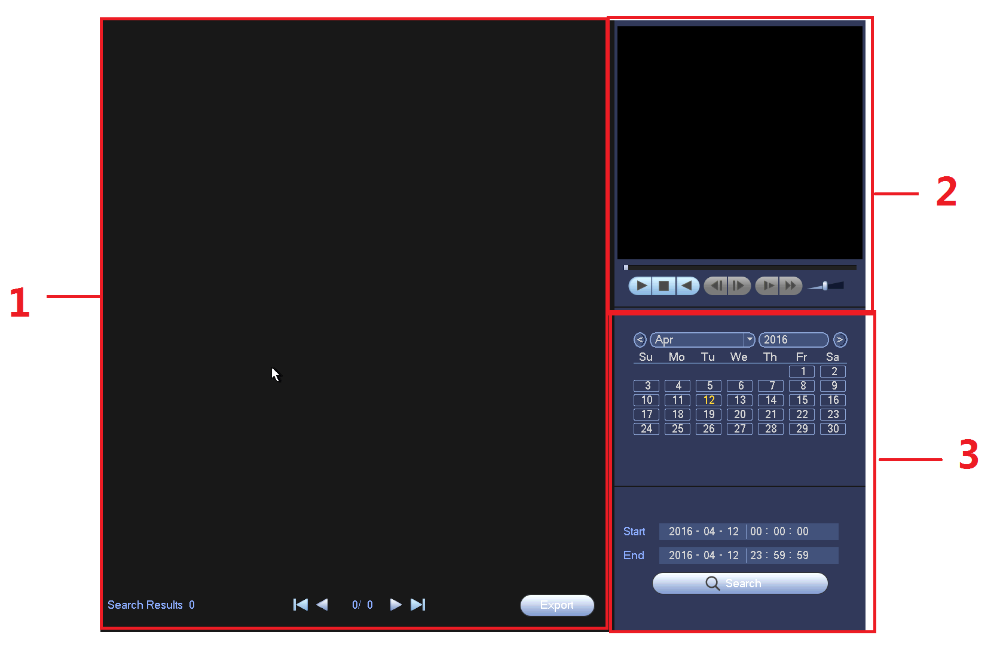 1
Search Results 0
0/ 0
Export
2
< Apr 2016 >
Su Mo Tu We Th Fr Sa
1 2
3 4 5 6 7 8 9
10 11 12 13 14 15 16
17 18 19 20 21 22 23
24 25 26 27 28 29 30
3
Start 2016 - 04 - 12 00 : 00 : 00
End 2016 - 04 - 12 23 : 59 : 59
Search